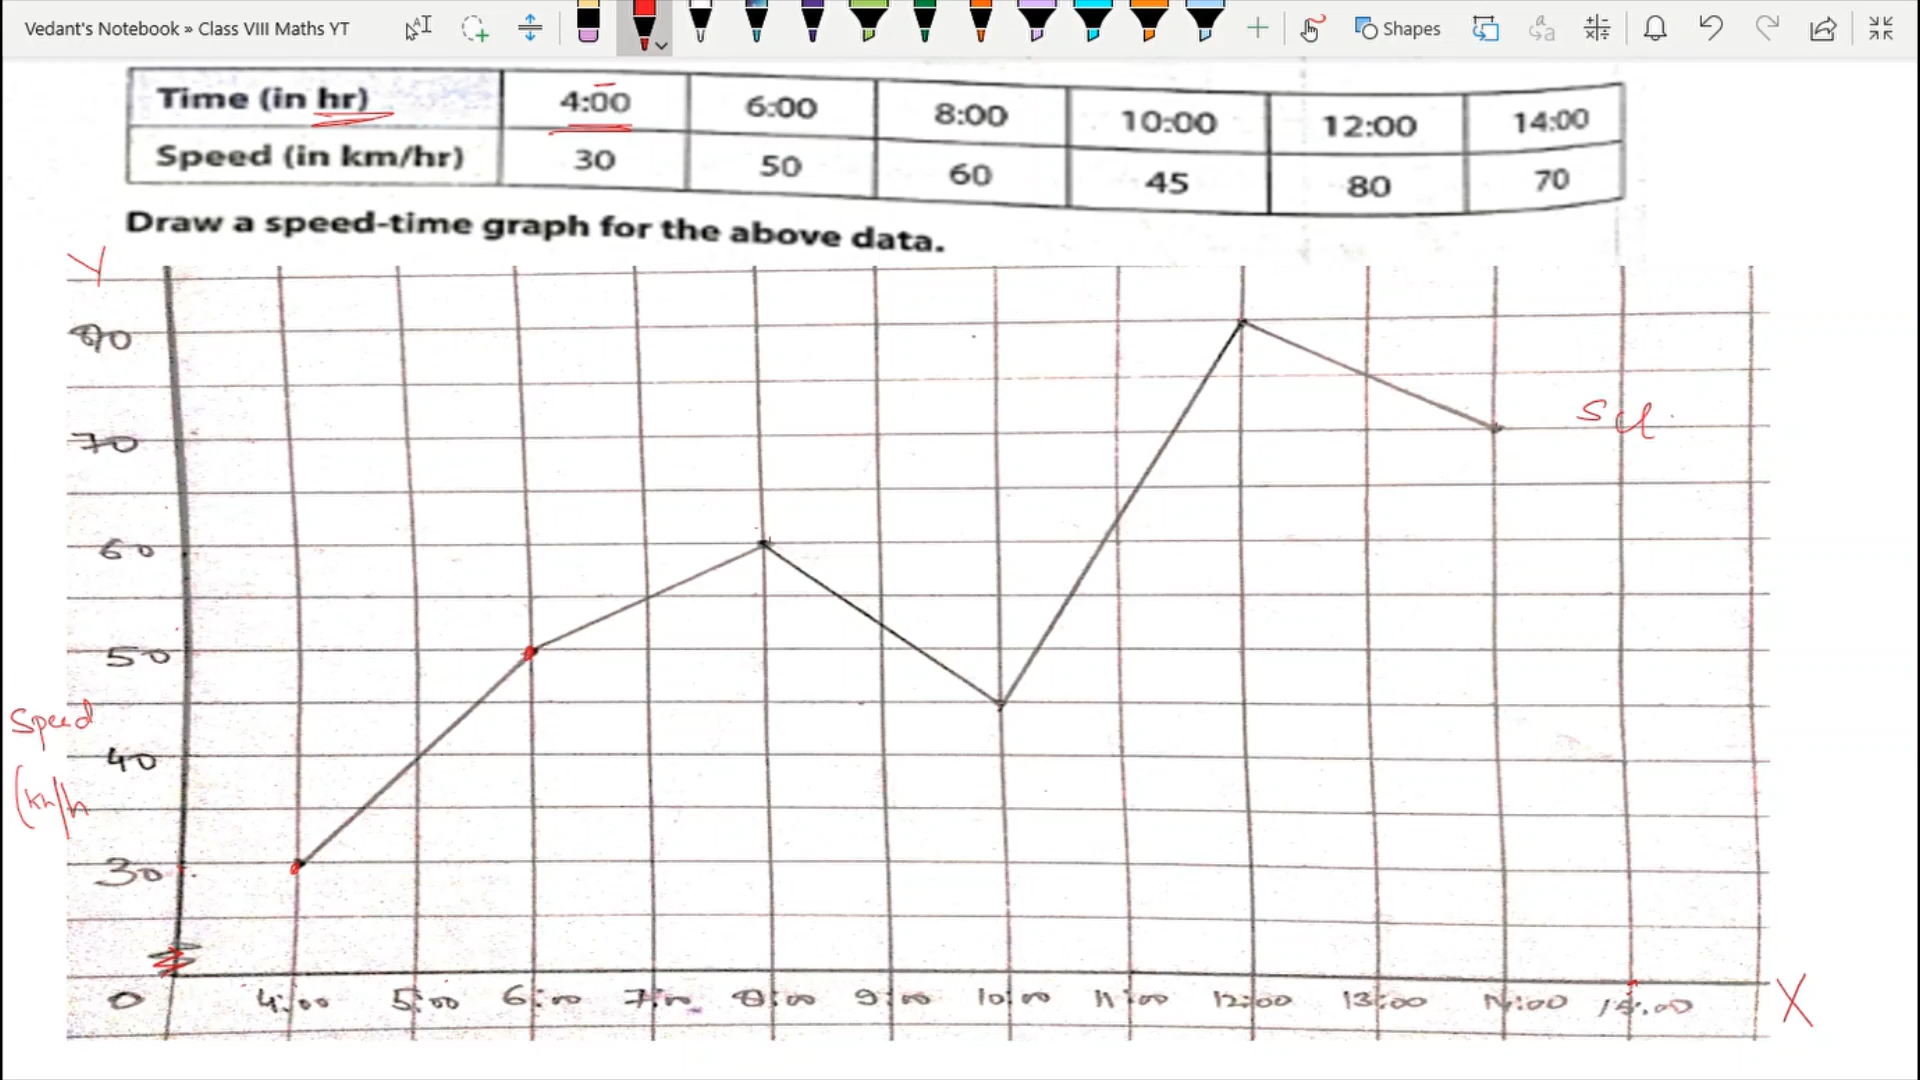 Vedant's Notebook » Class VIII Maths YT
Shapes
Time (in hr) 4:00 6:00 8:00 10:00 12:00 14:00
Speed (in km/hr) 30 50 60 45 80 70
Draw a speed-time graph for the above data.
Y
70
60
50
Speed
(km/h
40
30
0 4:00 5:00 6:00 7:00 8:00 9:00 10:00 11:00 12:00 13:00 14:00 15:00
X